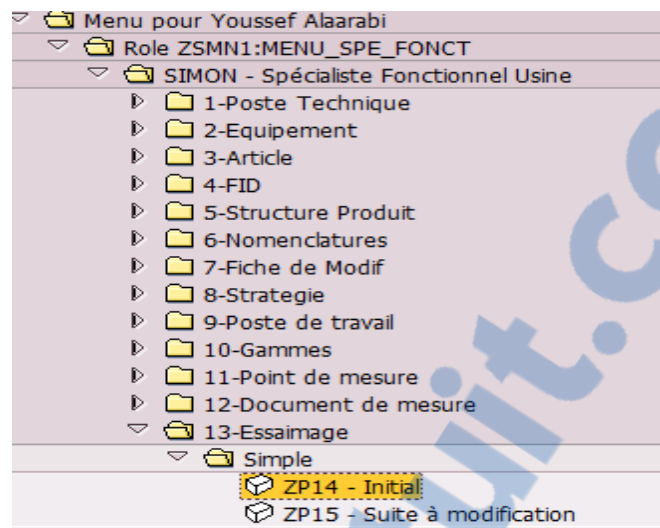 Menu pour Youssef Alaarabi
Role ZSMN1:MENU_SPE_FONCT
SIMON - Spécialiste Fonctionnel Usine
1-Poste Technique
2-Equipement
3-Article
4-FID
5-Structure Produit
6-Nomenclatures
7-Fiche de Modif
8-Strategie
9-Poste de travail
10-Gammes
11-Point de mesure
12-Document de mesure
13-Essaimage
Simple
ZP14 - Initial
ZP15 - Suite à modification
uit.c